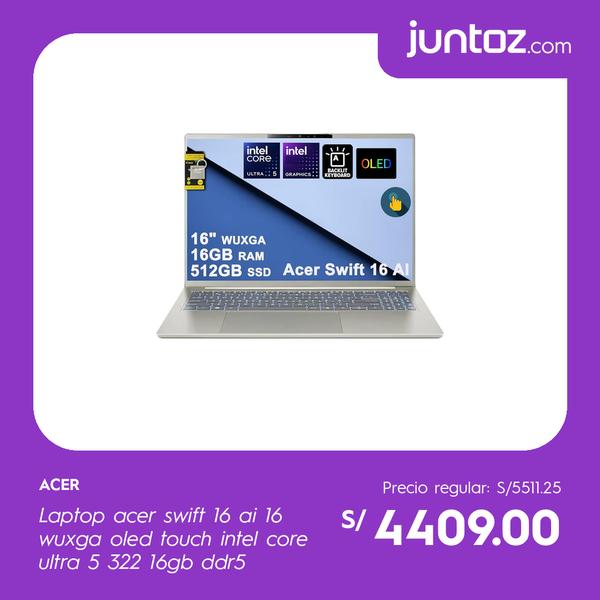 juntoz.com
intel CORE ULTRA 5
intel GRAPHICS
A
BACKLIT KEYBOARD
OLED
16" WUXGA
16GB RAM
512GB SSD
Acer Swift 16 AI
ACER
Laptop acer swift 16 ai 16
wuxga oled touch intel core
ultra 5 322 16gb ddr5
Precio regular: S/5511.25
S/ 4409.00